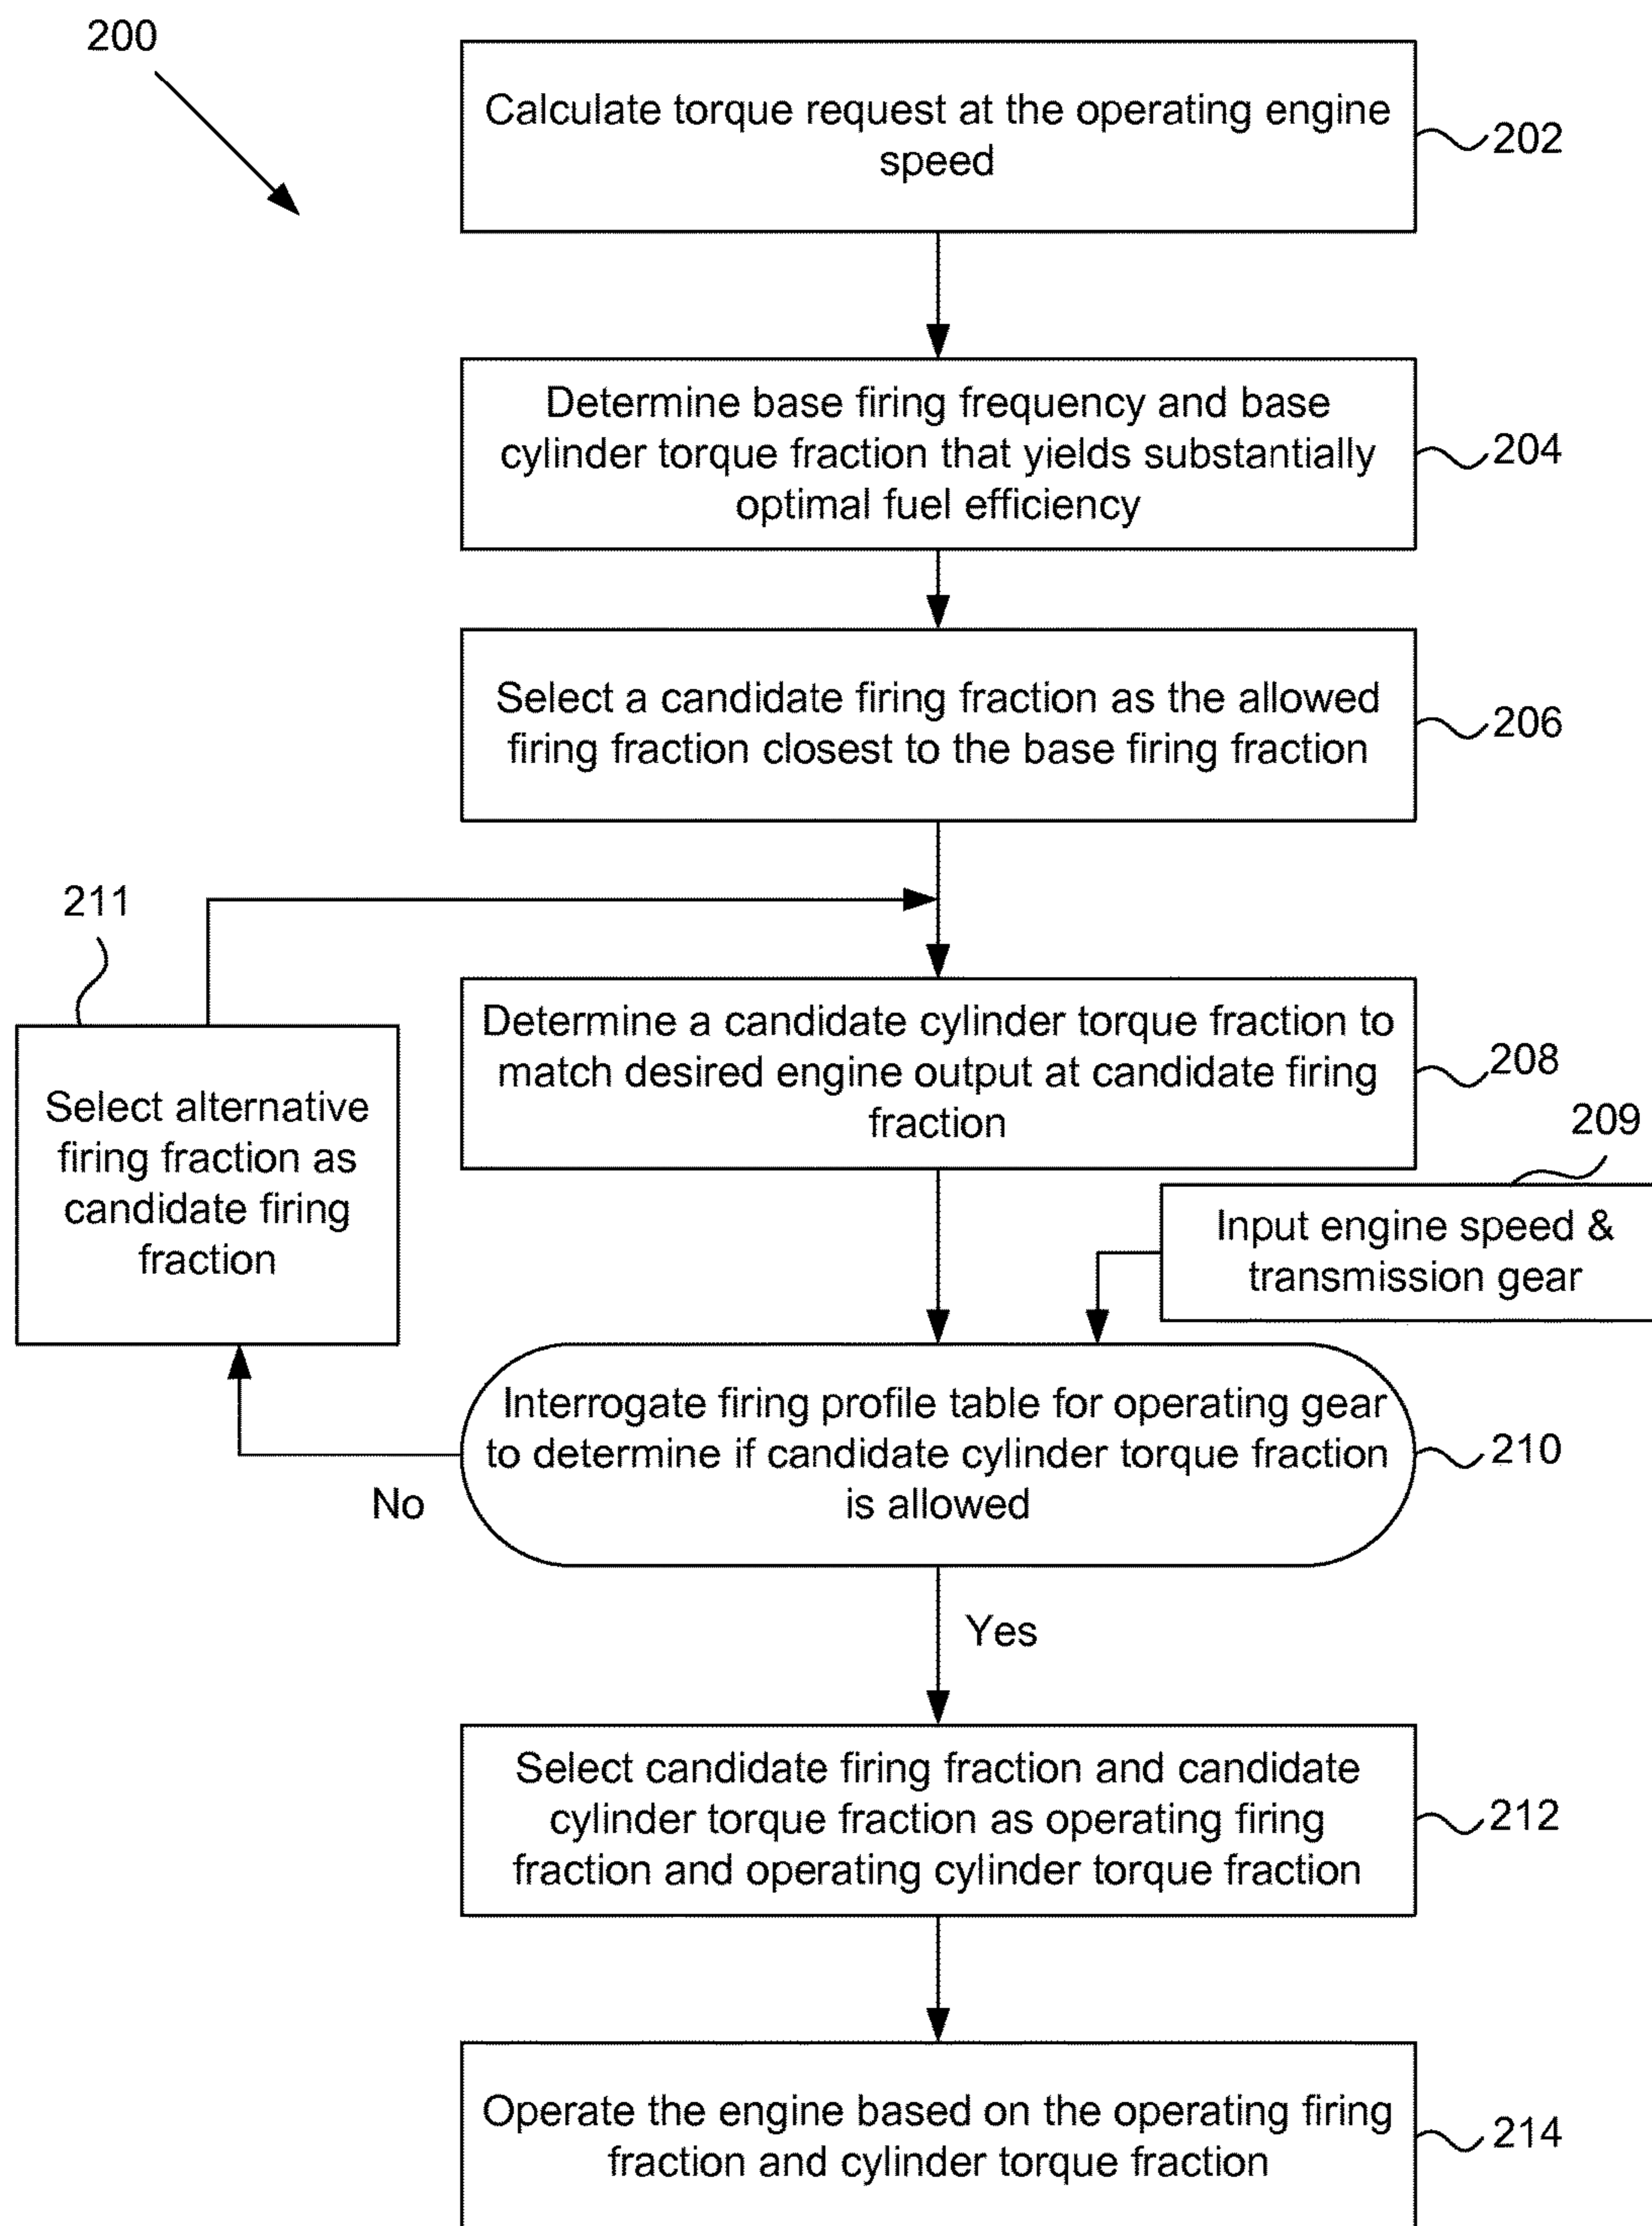 200
Calculate torque request at the operating engine
speed
202
Determine base firing frequency and base
cylinder torque fraction that yields substantially
optimal fuel efficiency
204
Select a candidate firing fraction as the allowed
firing fraction closest to the base firing fraction
206
211
Select alternative
firing fraction as
candidate firing
fraction
Determine a candidate cylinder torque fraction to
match desired engine output at candidate firing
fraction
208
209
Input engine speed &
transmission gear
Interrogate firing profile table for operating gear
to determine if candidate cylinder torque fraction
is allowed
210
No
Yes
Select candidate firing fraction and candidate
cylinder torque fraction as operating firing
fraction and operating cylinder torque fraction
212
Operate the engine based on the operating firing
fraction and cylinder torque fraction
214